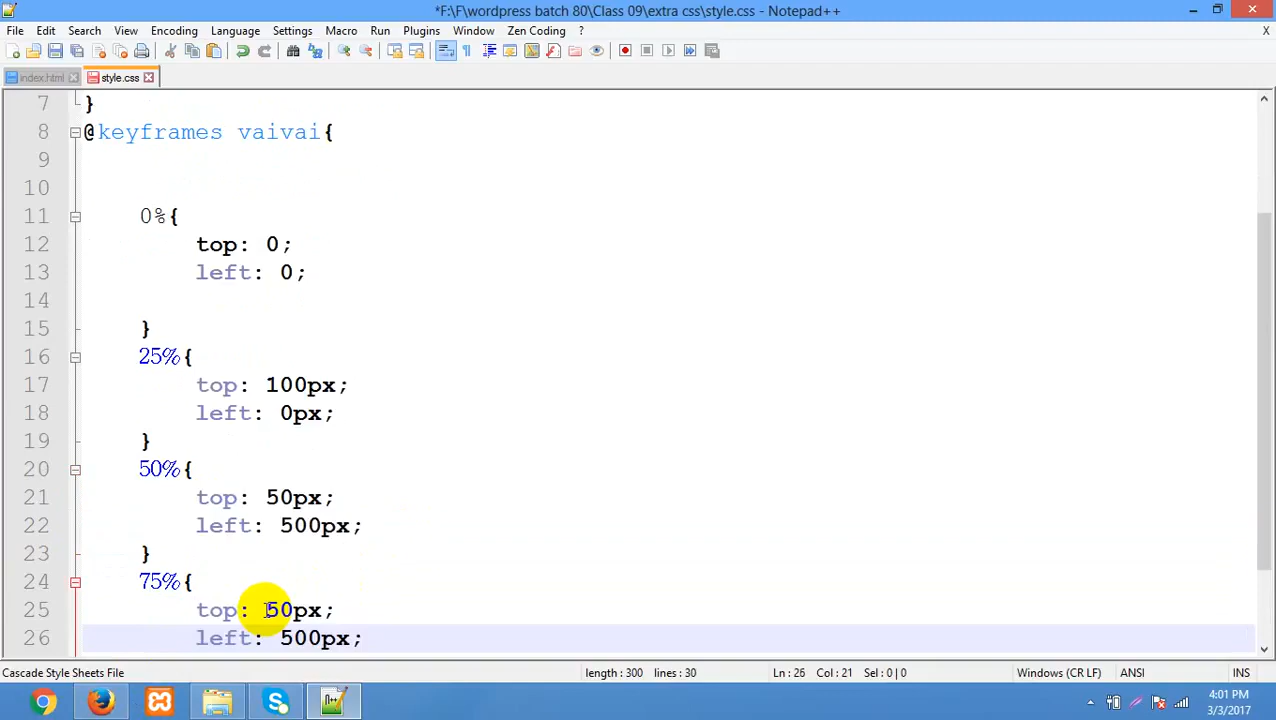 *F:\F\wordpress batch 80\Class 09\extra css\style.css - Notepad++
File Edit Search View Encoding Language Settings Macro Run Plugins Window Zen Coding ? X
index.html style.css
7 }
8 @keyframes vaivai{
9
10
11 0%{
12 top: 0;
13 left: 0;
14
15 }
16 25%{
17 top: 100px;
18 left: 0px;
19 }
20 50%{
21 top: 50px;
22 left: 500px;
23 }
24 75%{
25 top: 50px;
26 left: 500px;
Cascade Style Sheets File length : 300 lines : 30 Ln : 26 Col : 21 Sel : 0 | 0 Windows (CR LF) ANSI INS
4:01 PM
3/3/2017